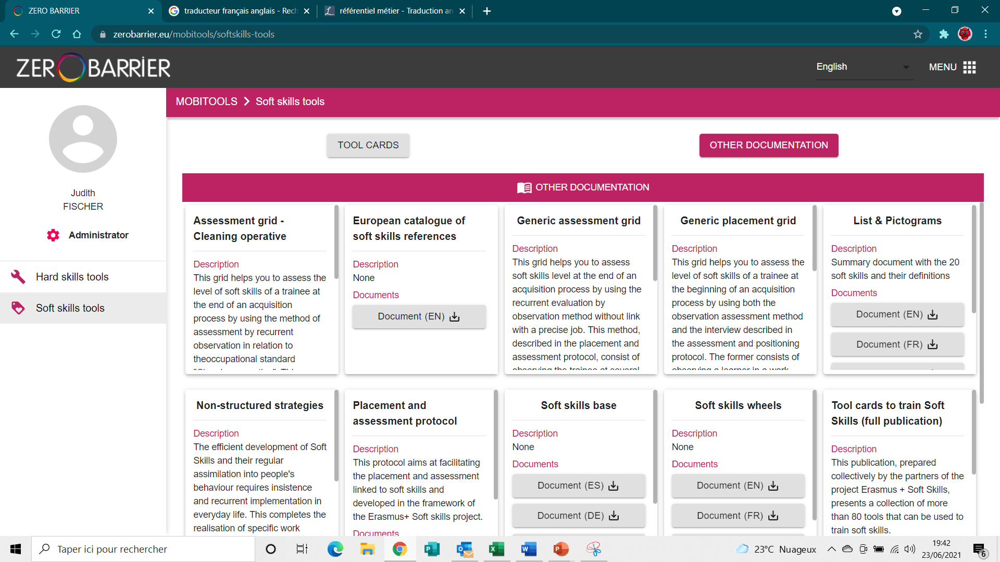 ZERO BARRIER
traducteur français anglais - Rech
référentiel métier - Traduction an
zerobarrier.eu/mobitools/softskills-tools
ZEROBARRIER
English
MENU
MOBITOOLS > Soft skills tools
Judith
FISCHER
Administrator
Hard skills tools
Soft skills tools
TOOL CARDS
OTHER DOCUMENTATION
OTHER DOCUMENTATION
Assessment grid -
Cleaning operative
Description
This grid helps you to assess the
level of soft skills of a trainee at
the end of an acquisition
process by using the method of
assessment by recurrent
observation in relation to
theoccupational standard
European catalogue of
soft skills references
Description
None
Documents
Document (EN)
Generic assessment grid
Description
This grid helps you to assess
soft skills level at the end of an
acquisition process by using the
recurrent evaluation by
observation method without link
with a precise job. This method,
described in the placement and
assessment protocol, consist of
observing the trainee at several
Generic placement grid
Description
This grid helps you to assess the
level of soft skills of a trainee at
the beginning of an acquisition
process by using both the
observation assessment method
and the interview described in
the assessment and positioning
protocol. The former consists of
observing a learner in a work
List & Pictograms
Description
Summary document with the 20
soft skills and their definitions
Documents
Document (EN)
Document (FR)
Non-structured strategies
Description
The efficient development of Soft
Skills and their regular
assimilation into people's
behaviour requires insistence
and recurrent implementation in
everyday life. This completes the
realisation of specific work
Placement and
assessment protocol
Description
This protocol aims at facilitating
the placement and assessment
linked to soft skills and
developed in the framework of
the Erasmus+ Soft skills project.
Documents
Soft skills base
Description
None
Documents
Document (ES)
Document (DE)
Soft skills wheels
Description
None
Documents
Document (EN)
Document (FR)
Tool cards to train Soft
Skills (full publication)
Description
This publication, prepared
collectively by the partners of the
project Erasmus + Soft Skills,
presents a collection of more
than 80 tools that can be used to
train soft skills.
Taper ici pour rechercher
23°C Nuageux
19:42
23/06/2021
6